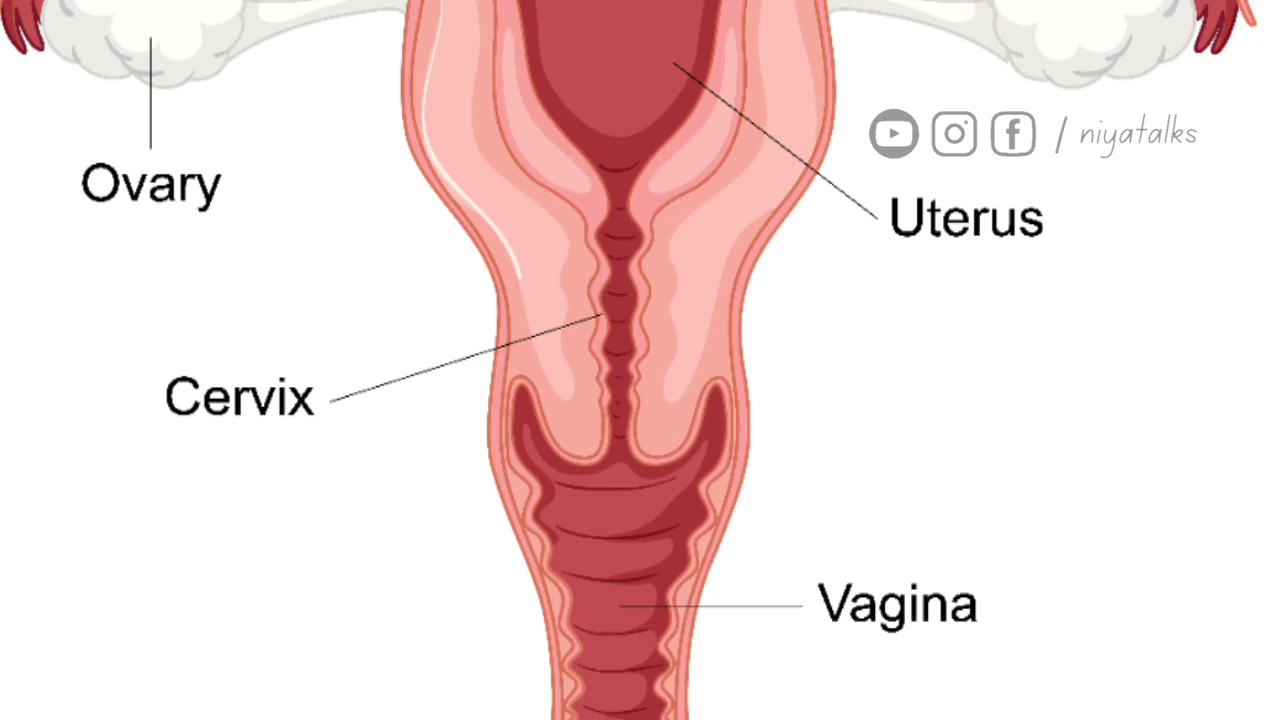 / niyatalks
Ovary
Uterus
Cervix
Vagina